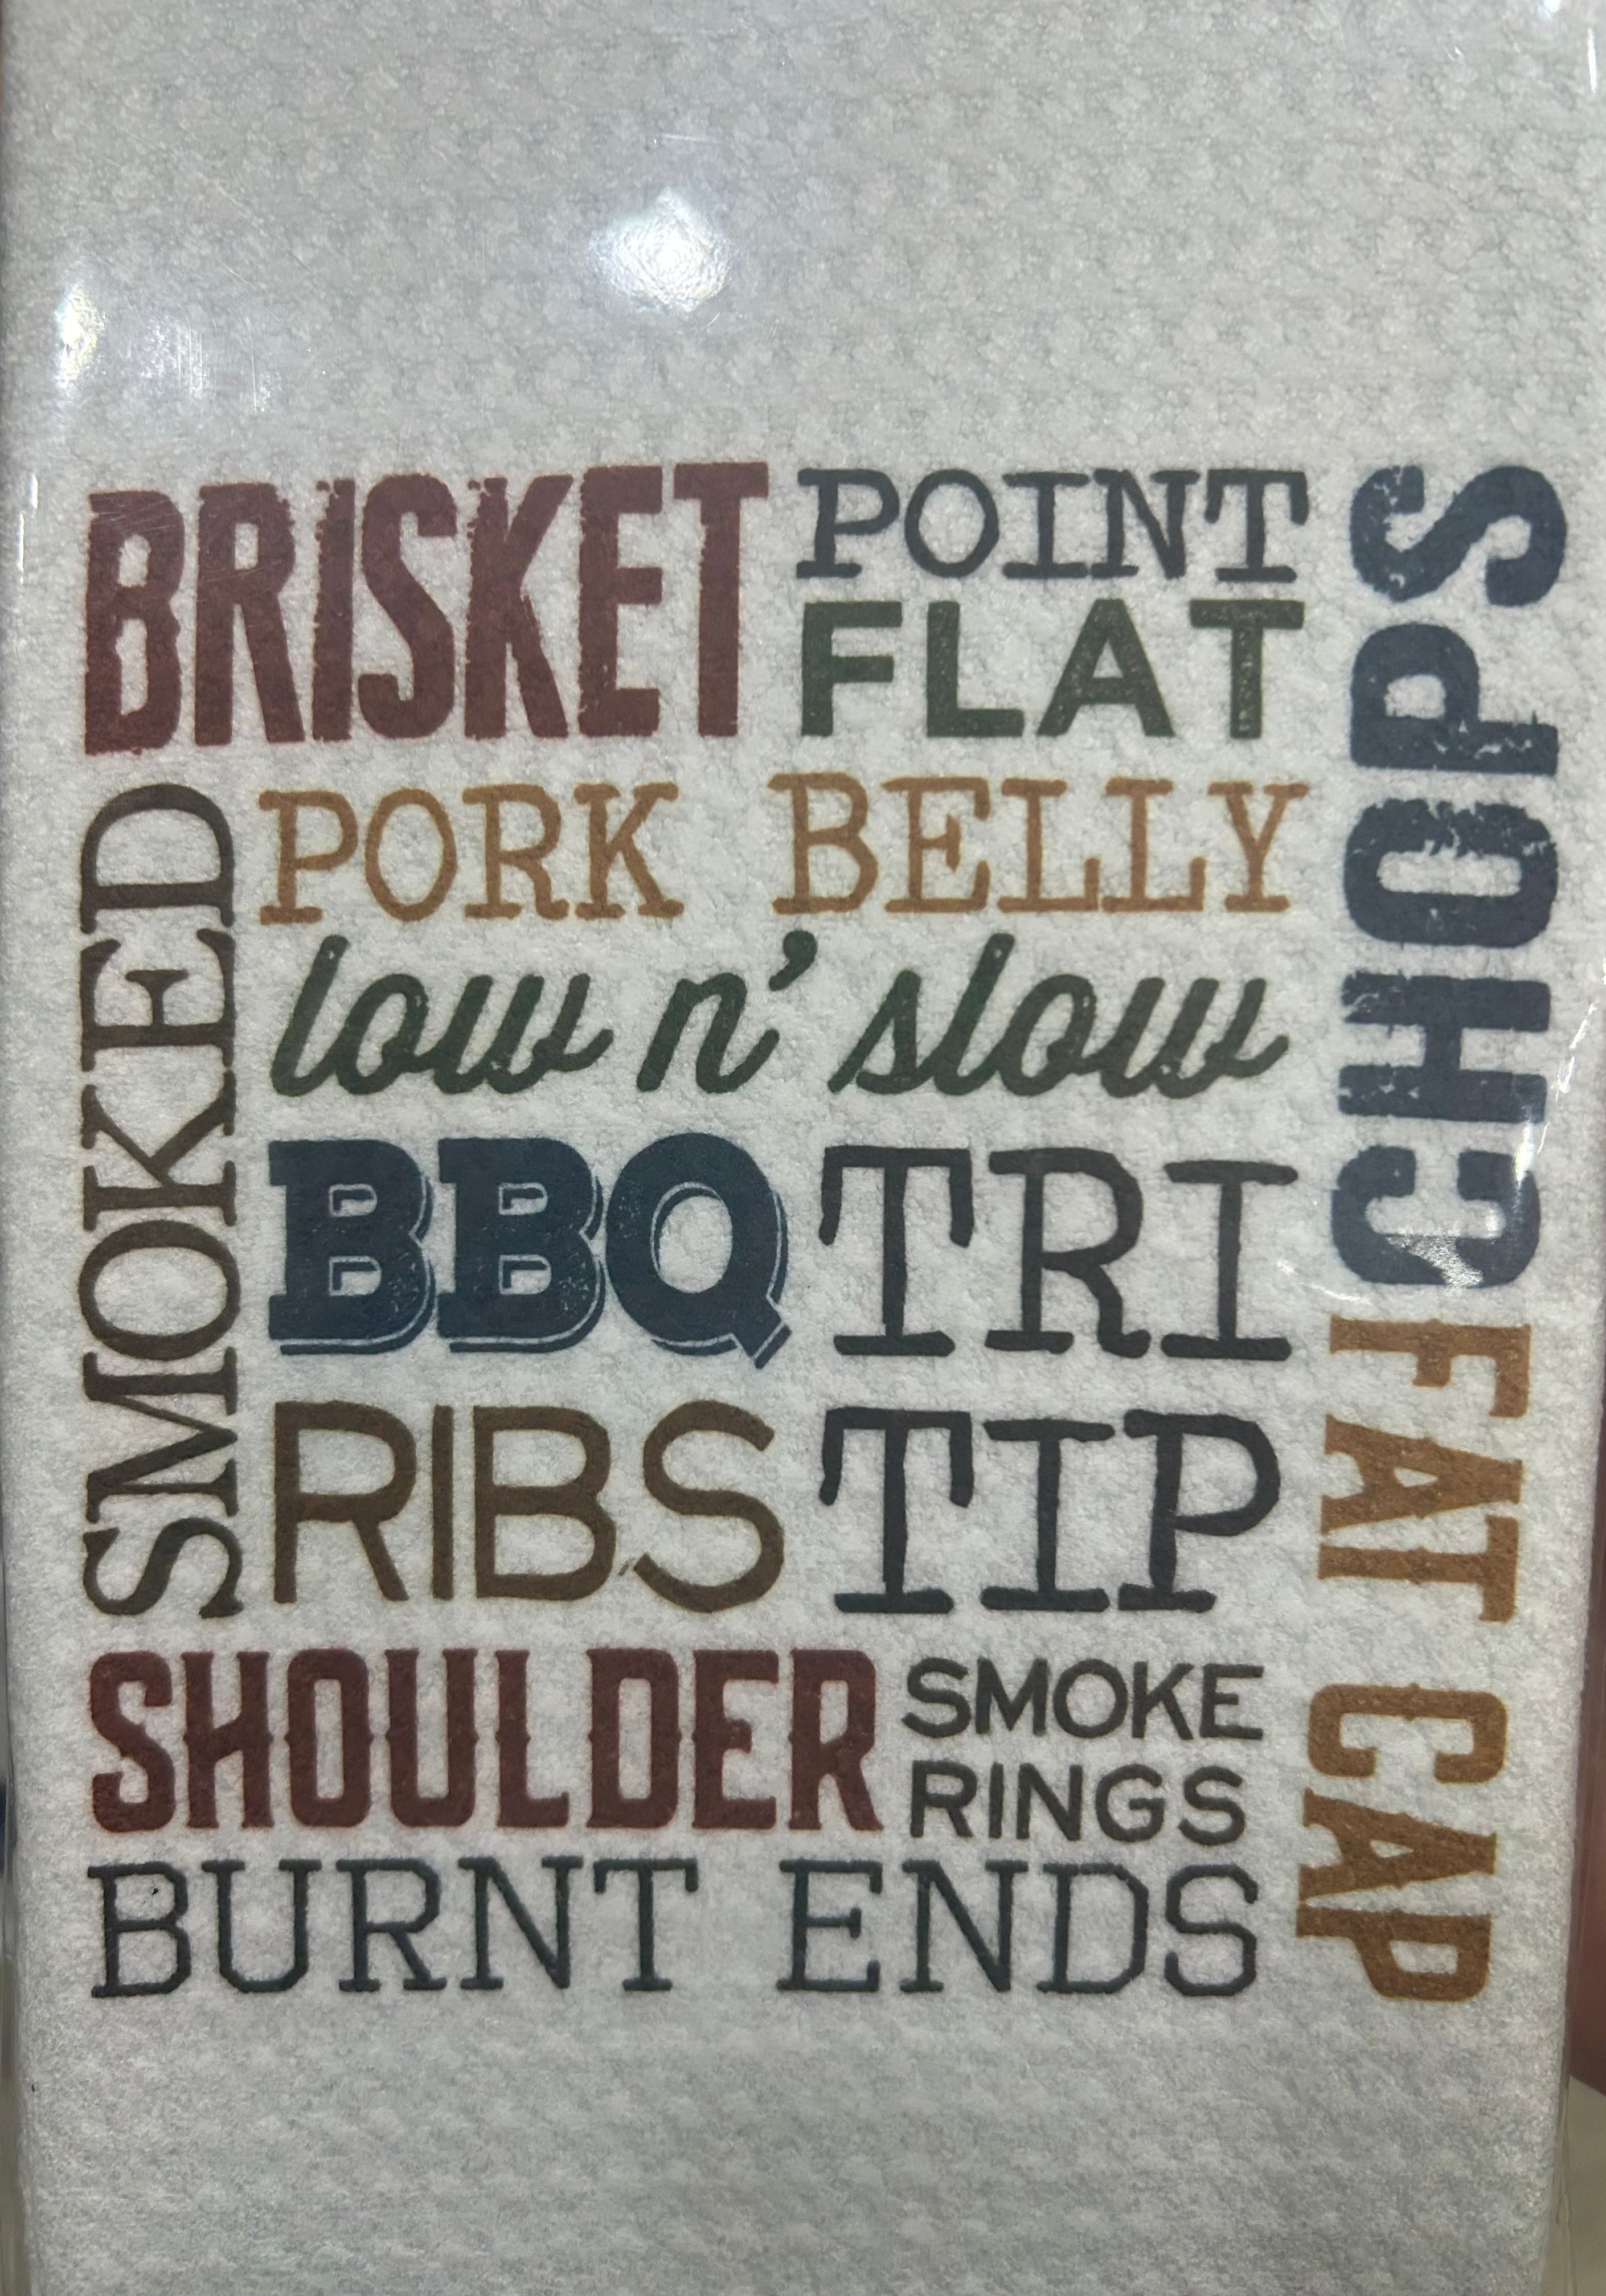 BRISKET
POINT
FLAT
CHOPS
SMOKED
PORK BELLY
low n' slow
BBQ
TRI
RIBS
TIP
FAT CAP
SHOULDER
SMOKE
RINGS
BURNT ENDS